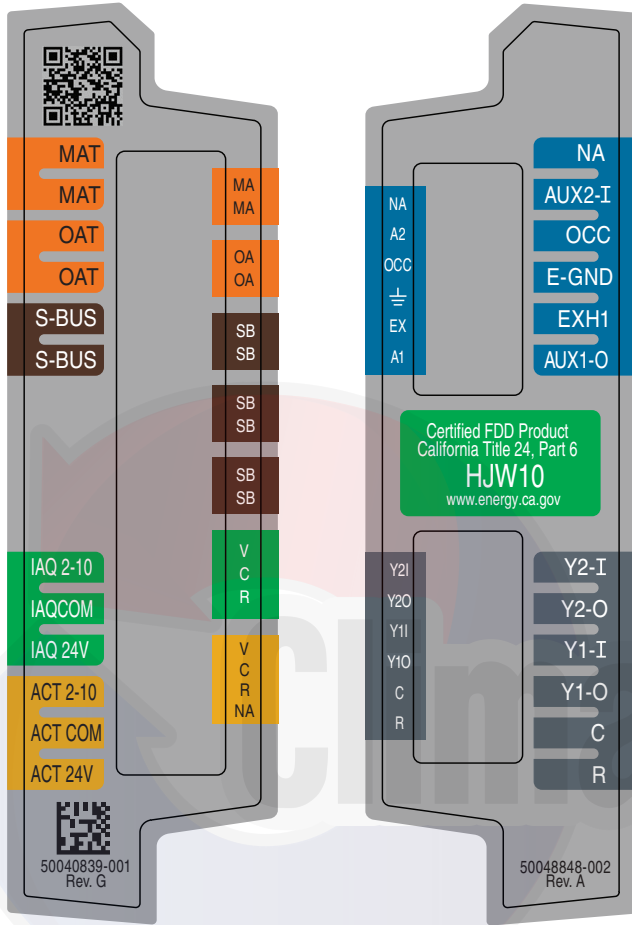 MAT
MAT
OAT
OAT
S-BUS
S-BUS
IAQ 2-10
IAQCOM
IAQ 24V
ACT 2-10
ACT COM
ACT 24V
50040839-001
Rev. G
MA
MA
OA
OA
SB
SB
SB
SB
SB
SB
V
C
R
V
C
R
NA
NA
A2
OCC
EX
A1
NA
AUX2-I
OCC
E-GND
EXH1
AUX1-O
Certified FDD Product
California Title 24, Part 6
HJW10
www.energy.ca.gov
Y2I
Y2O
Y1I
Y1O
C
R
Y2-I
Y2-O
Y1-I
Y1-O
C
R
50048848-002
Rev. A
Clima